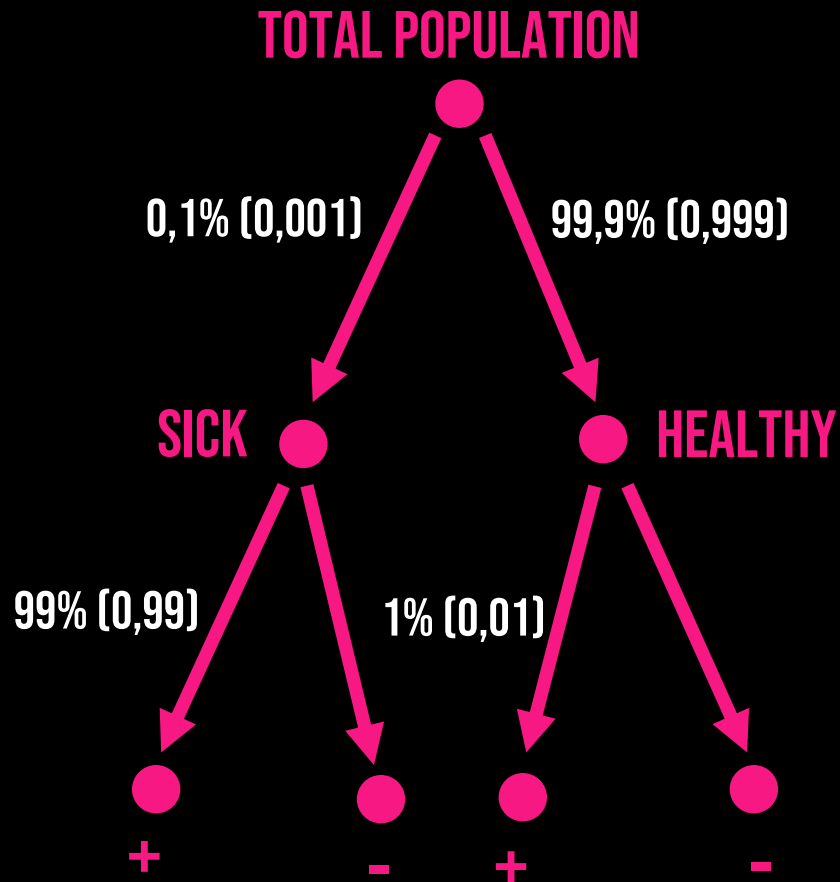 TOTAL POPULATION
0,1% (0,001)
99,9% (0,999)
SICK
HEALTHY
99% (0,99)
1% (0,01)
+
-
+
-